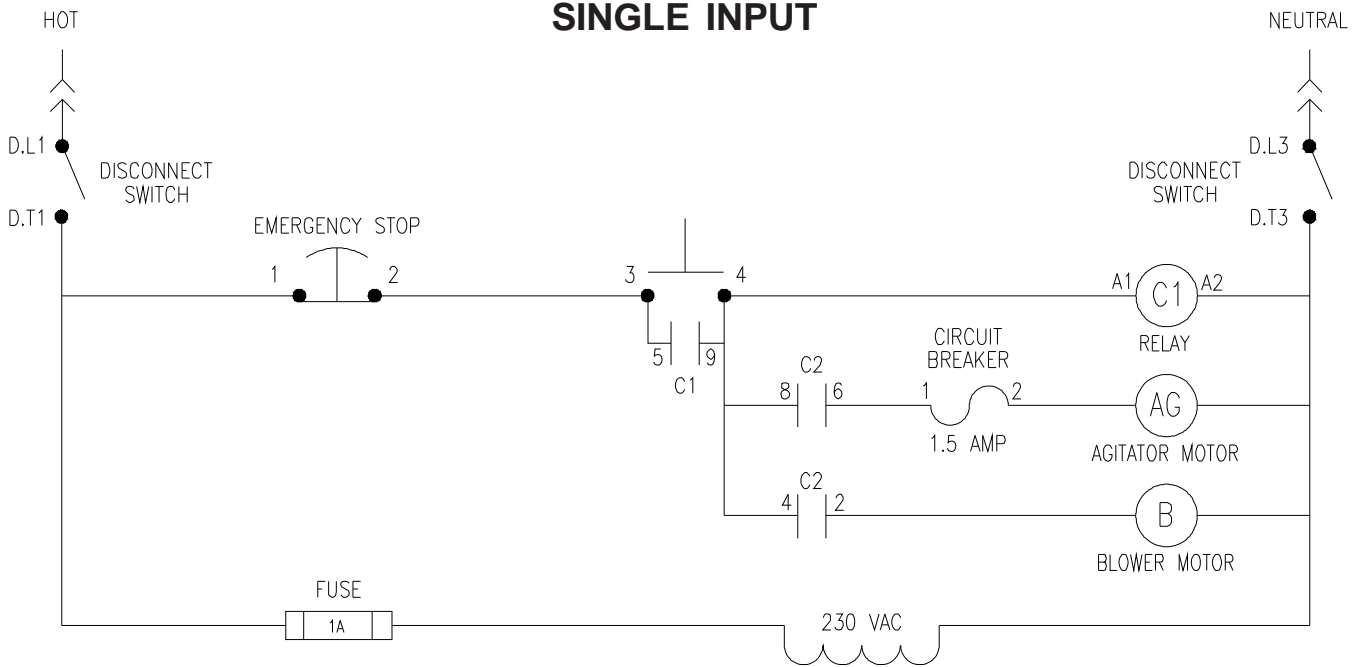 SINGLE INPUT
HOT
NEUTRAL
D.L1
DISCONNECT
SWITCH
D.T1
D.L3
DISCONNECT
SWITCH
D.T3
EMERGENCY STOP
1
2
3
4
A1
C1
A2
RELAY
5
9
C1
C2
8
6
CIRCUIT
BREAKER
1
2
1.5 AMP
AG
AGITATOR MOTOR
C2
4
2
B
BLOWER MOTOR
FUSE
1A
230 VAC